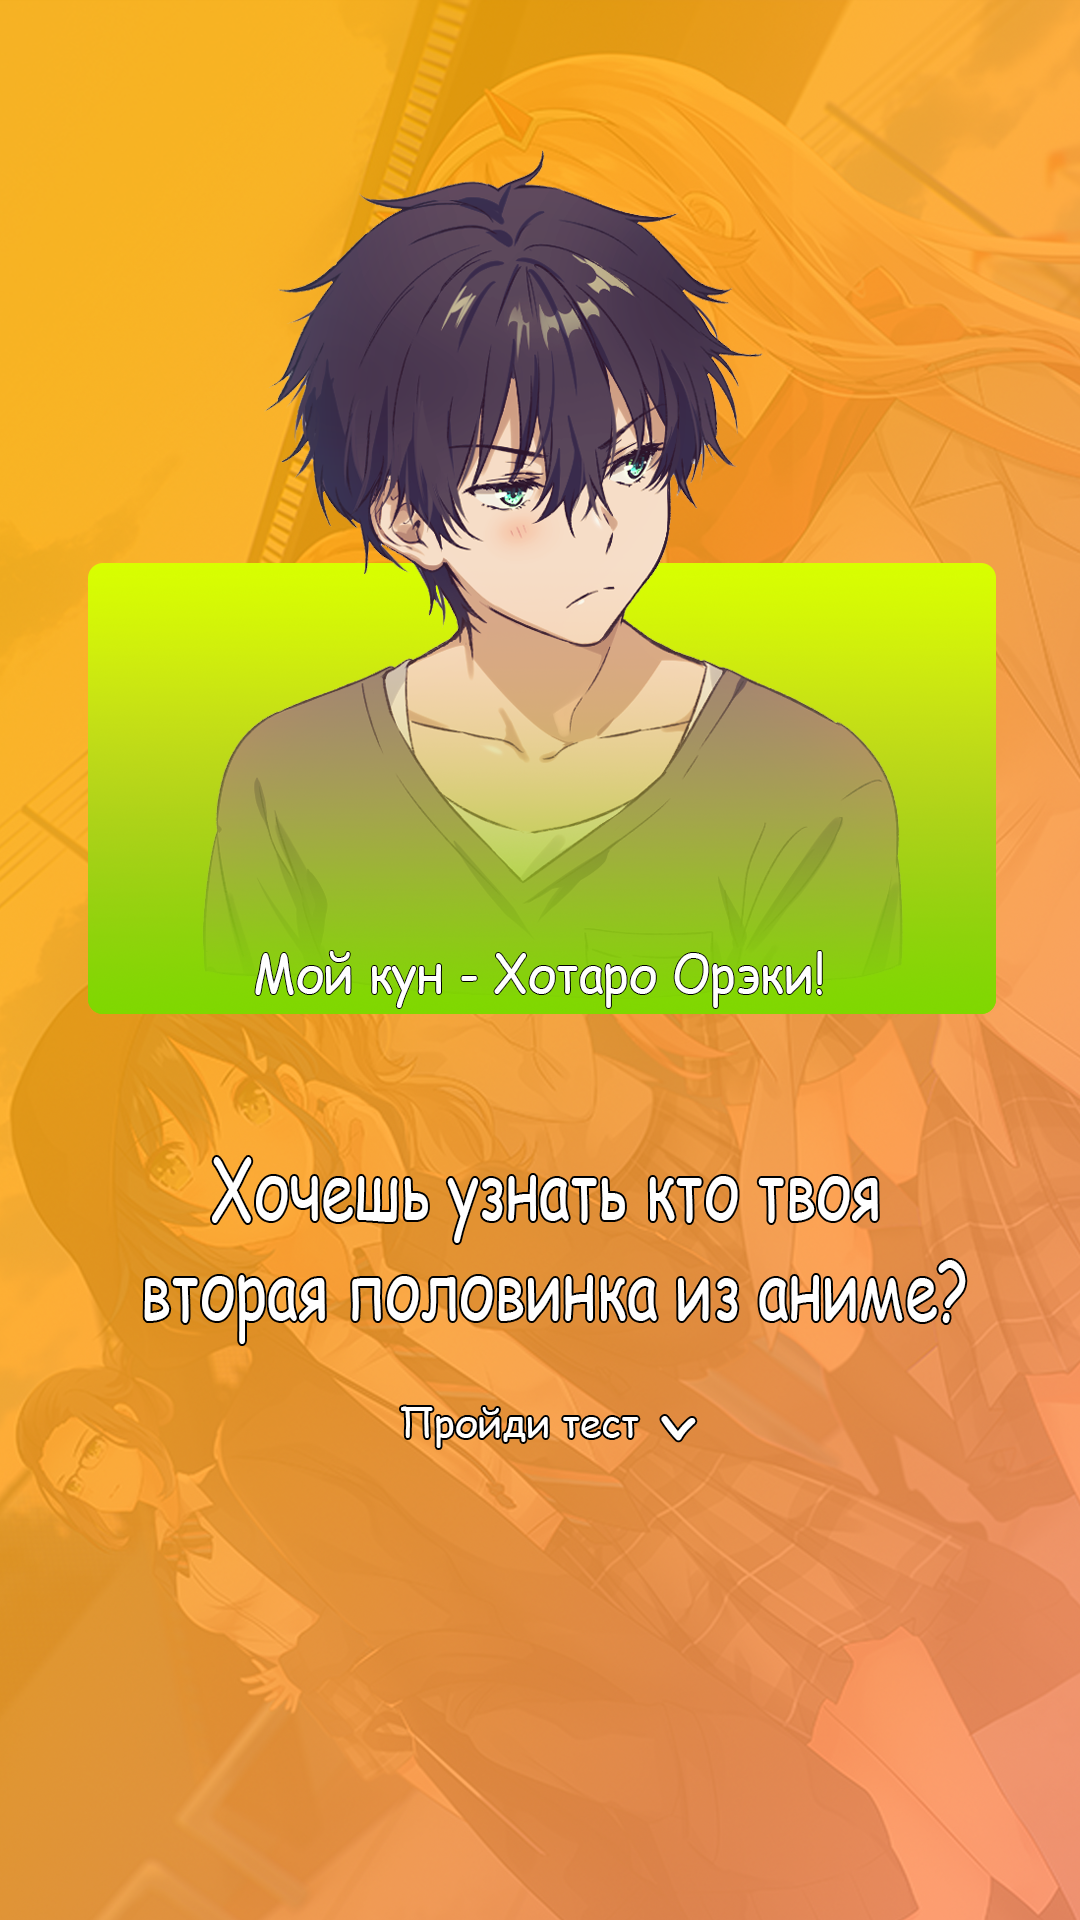 Мой кун - Хотаро Орэки!
Хочешь узнать кто твоя
вторая половинка из аниме?
Пройди тест